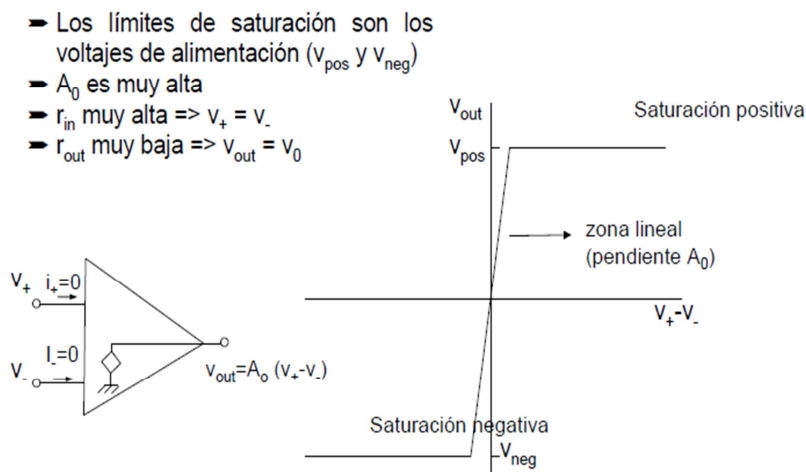 ➨ Los límites de saturación son los
voltajes de alimentación (vpos y vneg)
➨ A0 es muy alta
➨ rin muy alta => v+ = v-
➨ rout muy baja => vout = v0
Vout
Saturación positiva
Vpos
zona lineal
(pendiente A0)
V+-V-
V+ i+=0
V- I-=0
vout=Ao (v+-v-)
Saturación negativa
Vneg